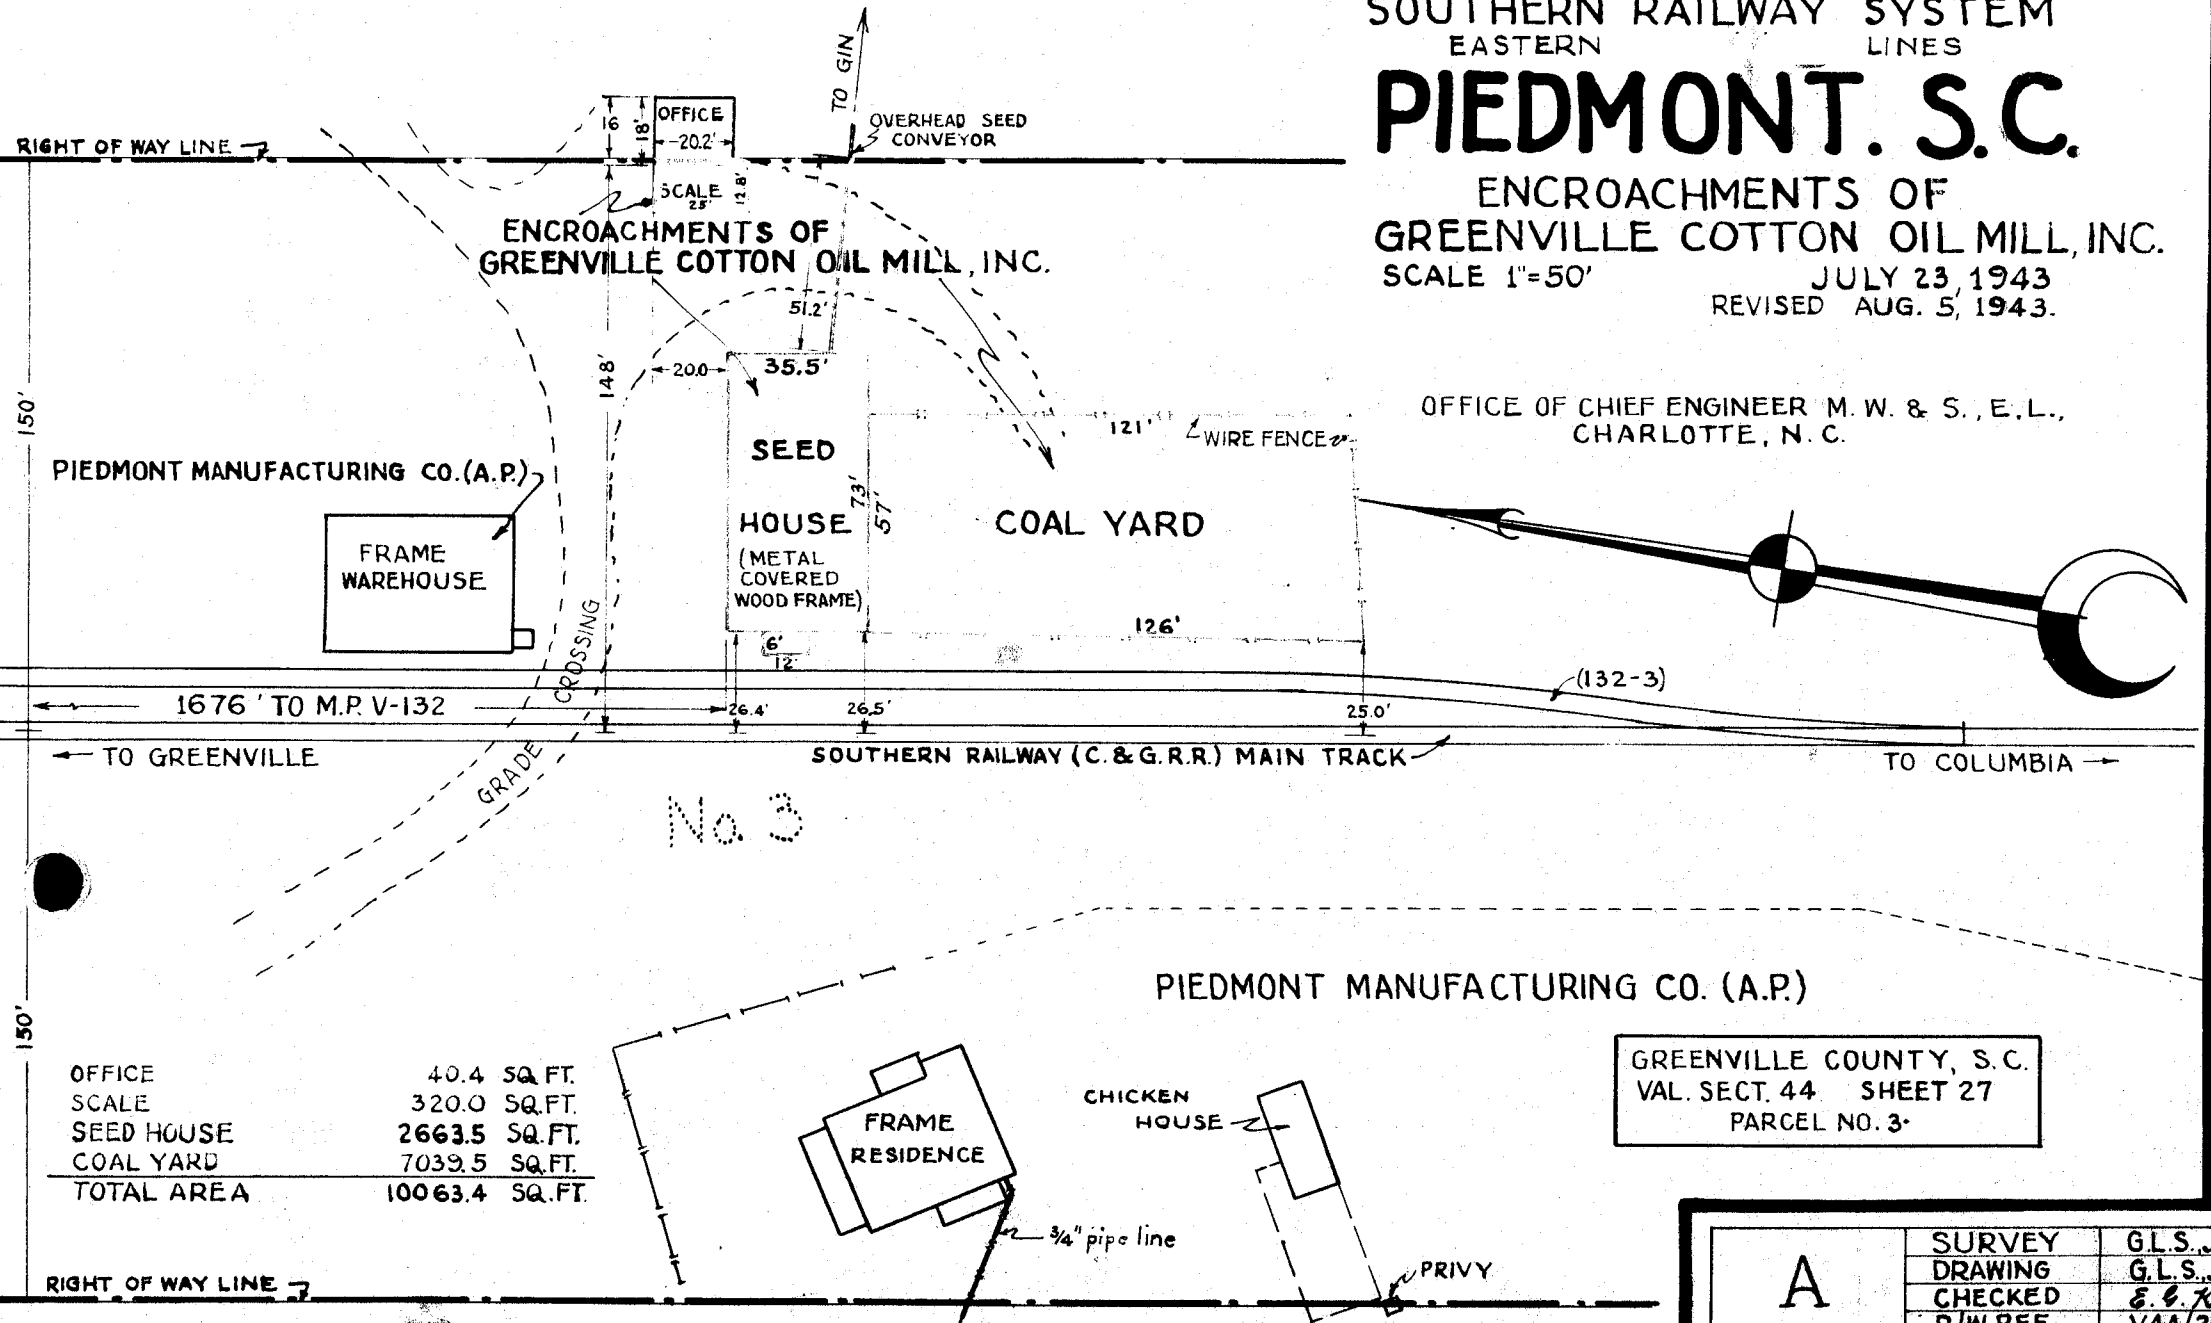 SOUTHERN RAILWAY SYSTEM
EASTERN LINES
PIEDMONT. S.C.
ENCROACHMENTS OF
GREENVILLE COTTON OIL MILL, INC.
SCALE 1"=50' JULY 23, 1943
REVISED AUG. 5, 1943.
OFFICE OF CHIEF ENGINEER M. W. & S., E.L.,
CHARLOTTE, N. C.
TO GIN
OVERHEAD SEED
CONVEYOR
RIGHT OF WAY LINE
16
18'
OFFICE
20.2'
SCALE
25'
12.8'
ENCROACHMENTS OF
GREENVILLE COTTON OIL MILL, INC.
51.2'
150'
148'
20.0
35.5'
121'
WIRE FENCE
PIEDMONT MANUFACTURING CO. (A.P.)
FRAME
WAREHOUSE
SEED
HOUSE
(METAL
COVERED
WOOD FRAME)
73'
57'
COAL YARD
126'
6'
12'
CROSSING
GRADE
(132-3)
1676' TO M.P. V-132
26.4'
26.5'
25.0'
TO GREENVILLE
SOUTHERN RAILWAY (C. & G. R.R.) MAIN TRACK
TO COLUMBIA
No. 3
150'
PIEDMONT MANUFACTURING CO. (A.P.)
OFFICE 40.4 SQ. FT.
SCALE 320.0 SQ. FT.
SEED HOUSE 2663.5 SQ. FT.
COAL YARD 7039.5 SQ. FT.
TOTAL AREA 10063.4 SQ. FT.
FRAME
RESIDENCE
CHICKEN
HOUSE
3/4" pipe line
PRIVY
GREENVILLE COUNTY, S.C.
VAL. SECT. 44 SHEET 27
PARCEL NO. 3.
RIGHT OF WAY LINE
A
SURVEY G.L.S.,
DRAWING G.L.S.,
CHECKED